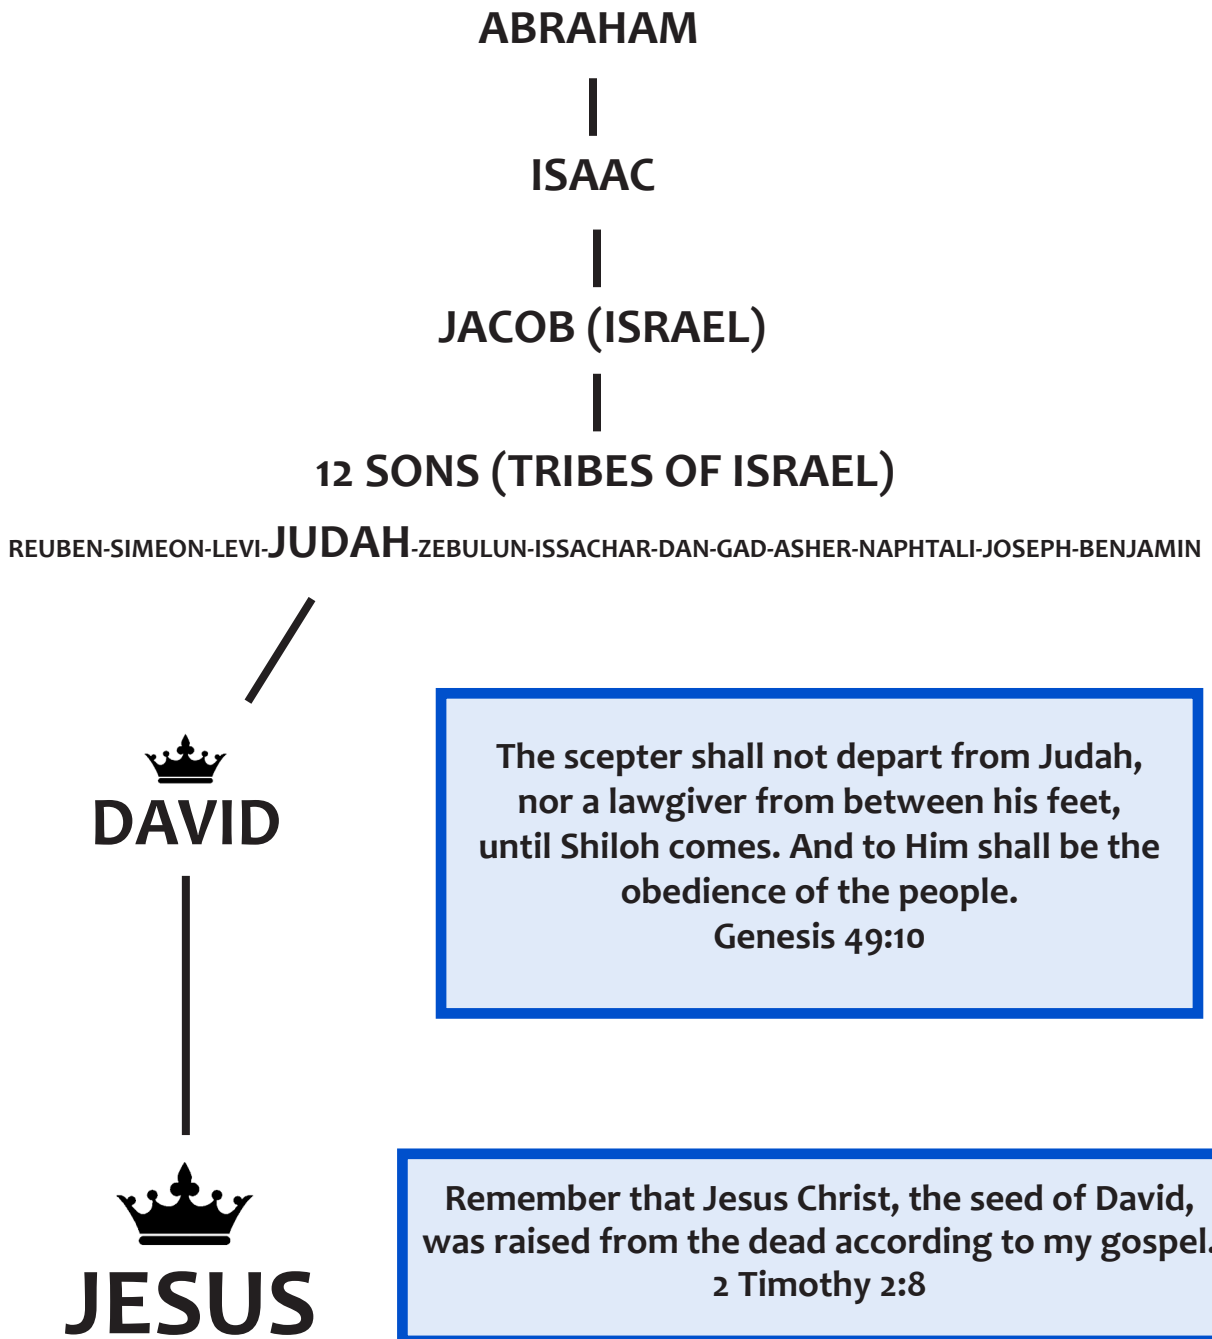 ABRAHAM
ISAAC
JACOB (ISRAEL)
12 SONS (TRIBES OF ISRAEL)
REUBEN-SIMEON-LEVI-JUDAH-ZEBULUN-ISSACHAR-DAN-GAD-ASHER-NAPHTALI-JOSEPH-BENJAMIN
DAVID
The scepter shall not depart from Judah,
nor a lawgiver from between his feet,
until Shiloh comes. And to Him shall be the
obedience of the people.
Genesis 49:10
JESUS
Remember that Jesus Christ, the seed of David,
was raised from the dead according to my gospel.
2 Timothy 2:8